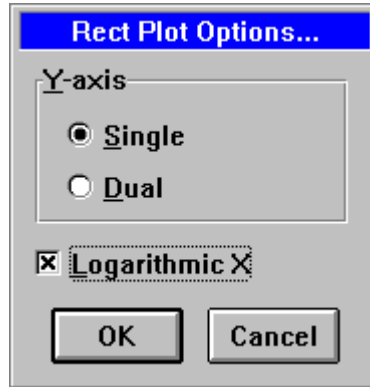 Rect Plot Options...
Y-axis
Single
Dual
Logarithmic X
OK
Cancel